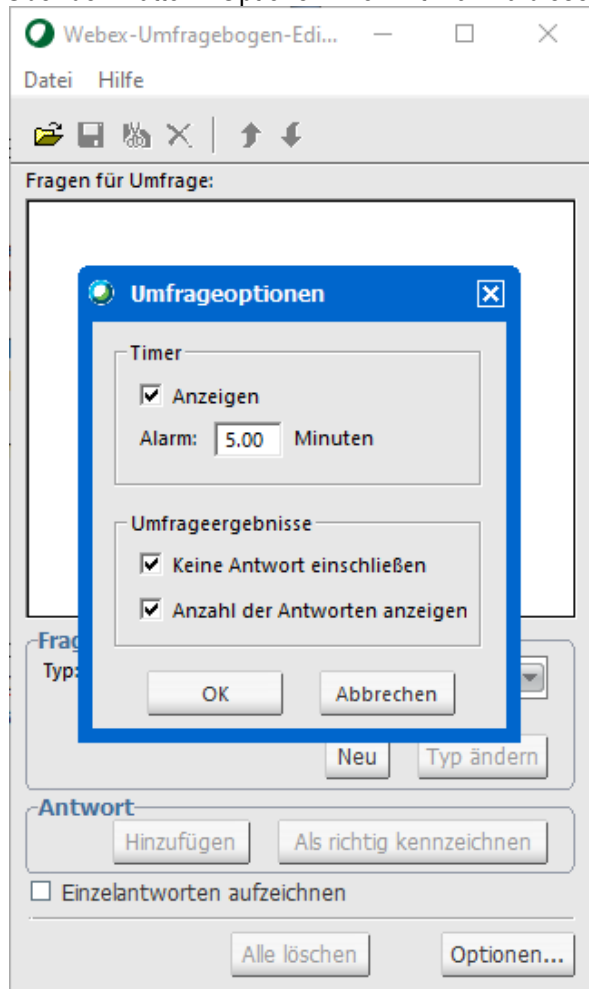 Webex-Umfragebogen-Edi...
Datei Hilfe
Fragen für Umfrage:
Umfrageoptionen
Timer
Anzeigen
Alarm: 5.00 Minuten
Umfrageergebnisse
Keine Antwort einschließen
Anzahl der Antworten anzeigen
OK Abbrechen
Frag
Typ:
Neu Typ ändern
Antwort
Hinzufügen Als richtig kennzeichnen
Einzelantworten aufzeichnen
Alle löschen Optionen...